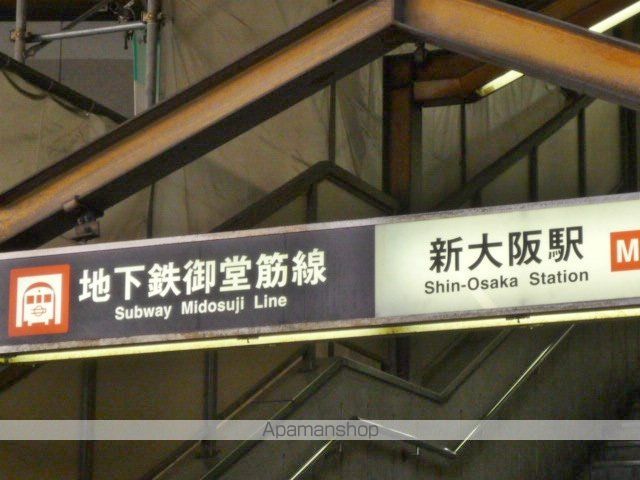 地下鉄御堂筋線
Subway Midosuji Line
新大阪駅
Shin-Osaka Station
M
Apamanshop